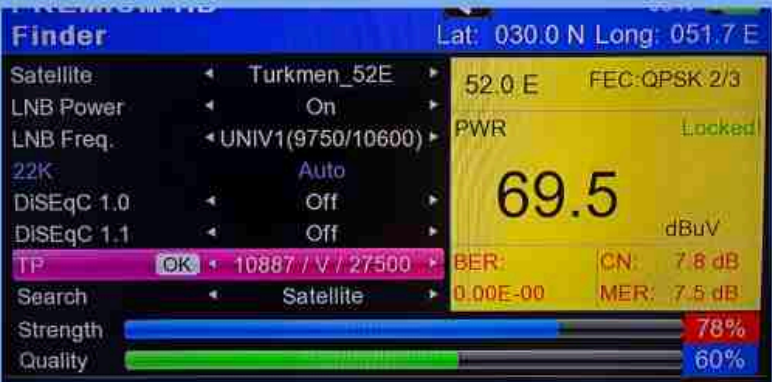 Finder Lat: 030.0 N Long: 051.7 E
Satellite Turkmen_52E
LNB Power On
LNB Freq. UNIV1(9750/10600)
22K Auto
DiSEqC 1.0 Off
DiSEqC 1.1 Off
TP OK 10887 / V / 27500
Search Satellite
52.0 E FEC:QPSK 2/3
PWR Locked!
69.5
dBuV
BER: CN: 7.8 dB
0.00E-00 MER: 7.5 dB
Strength 78%
Quality 60%